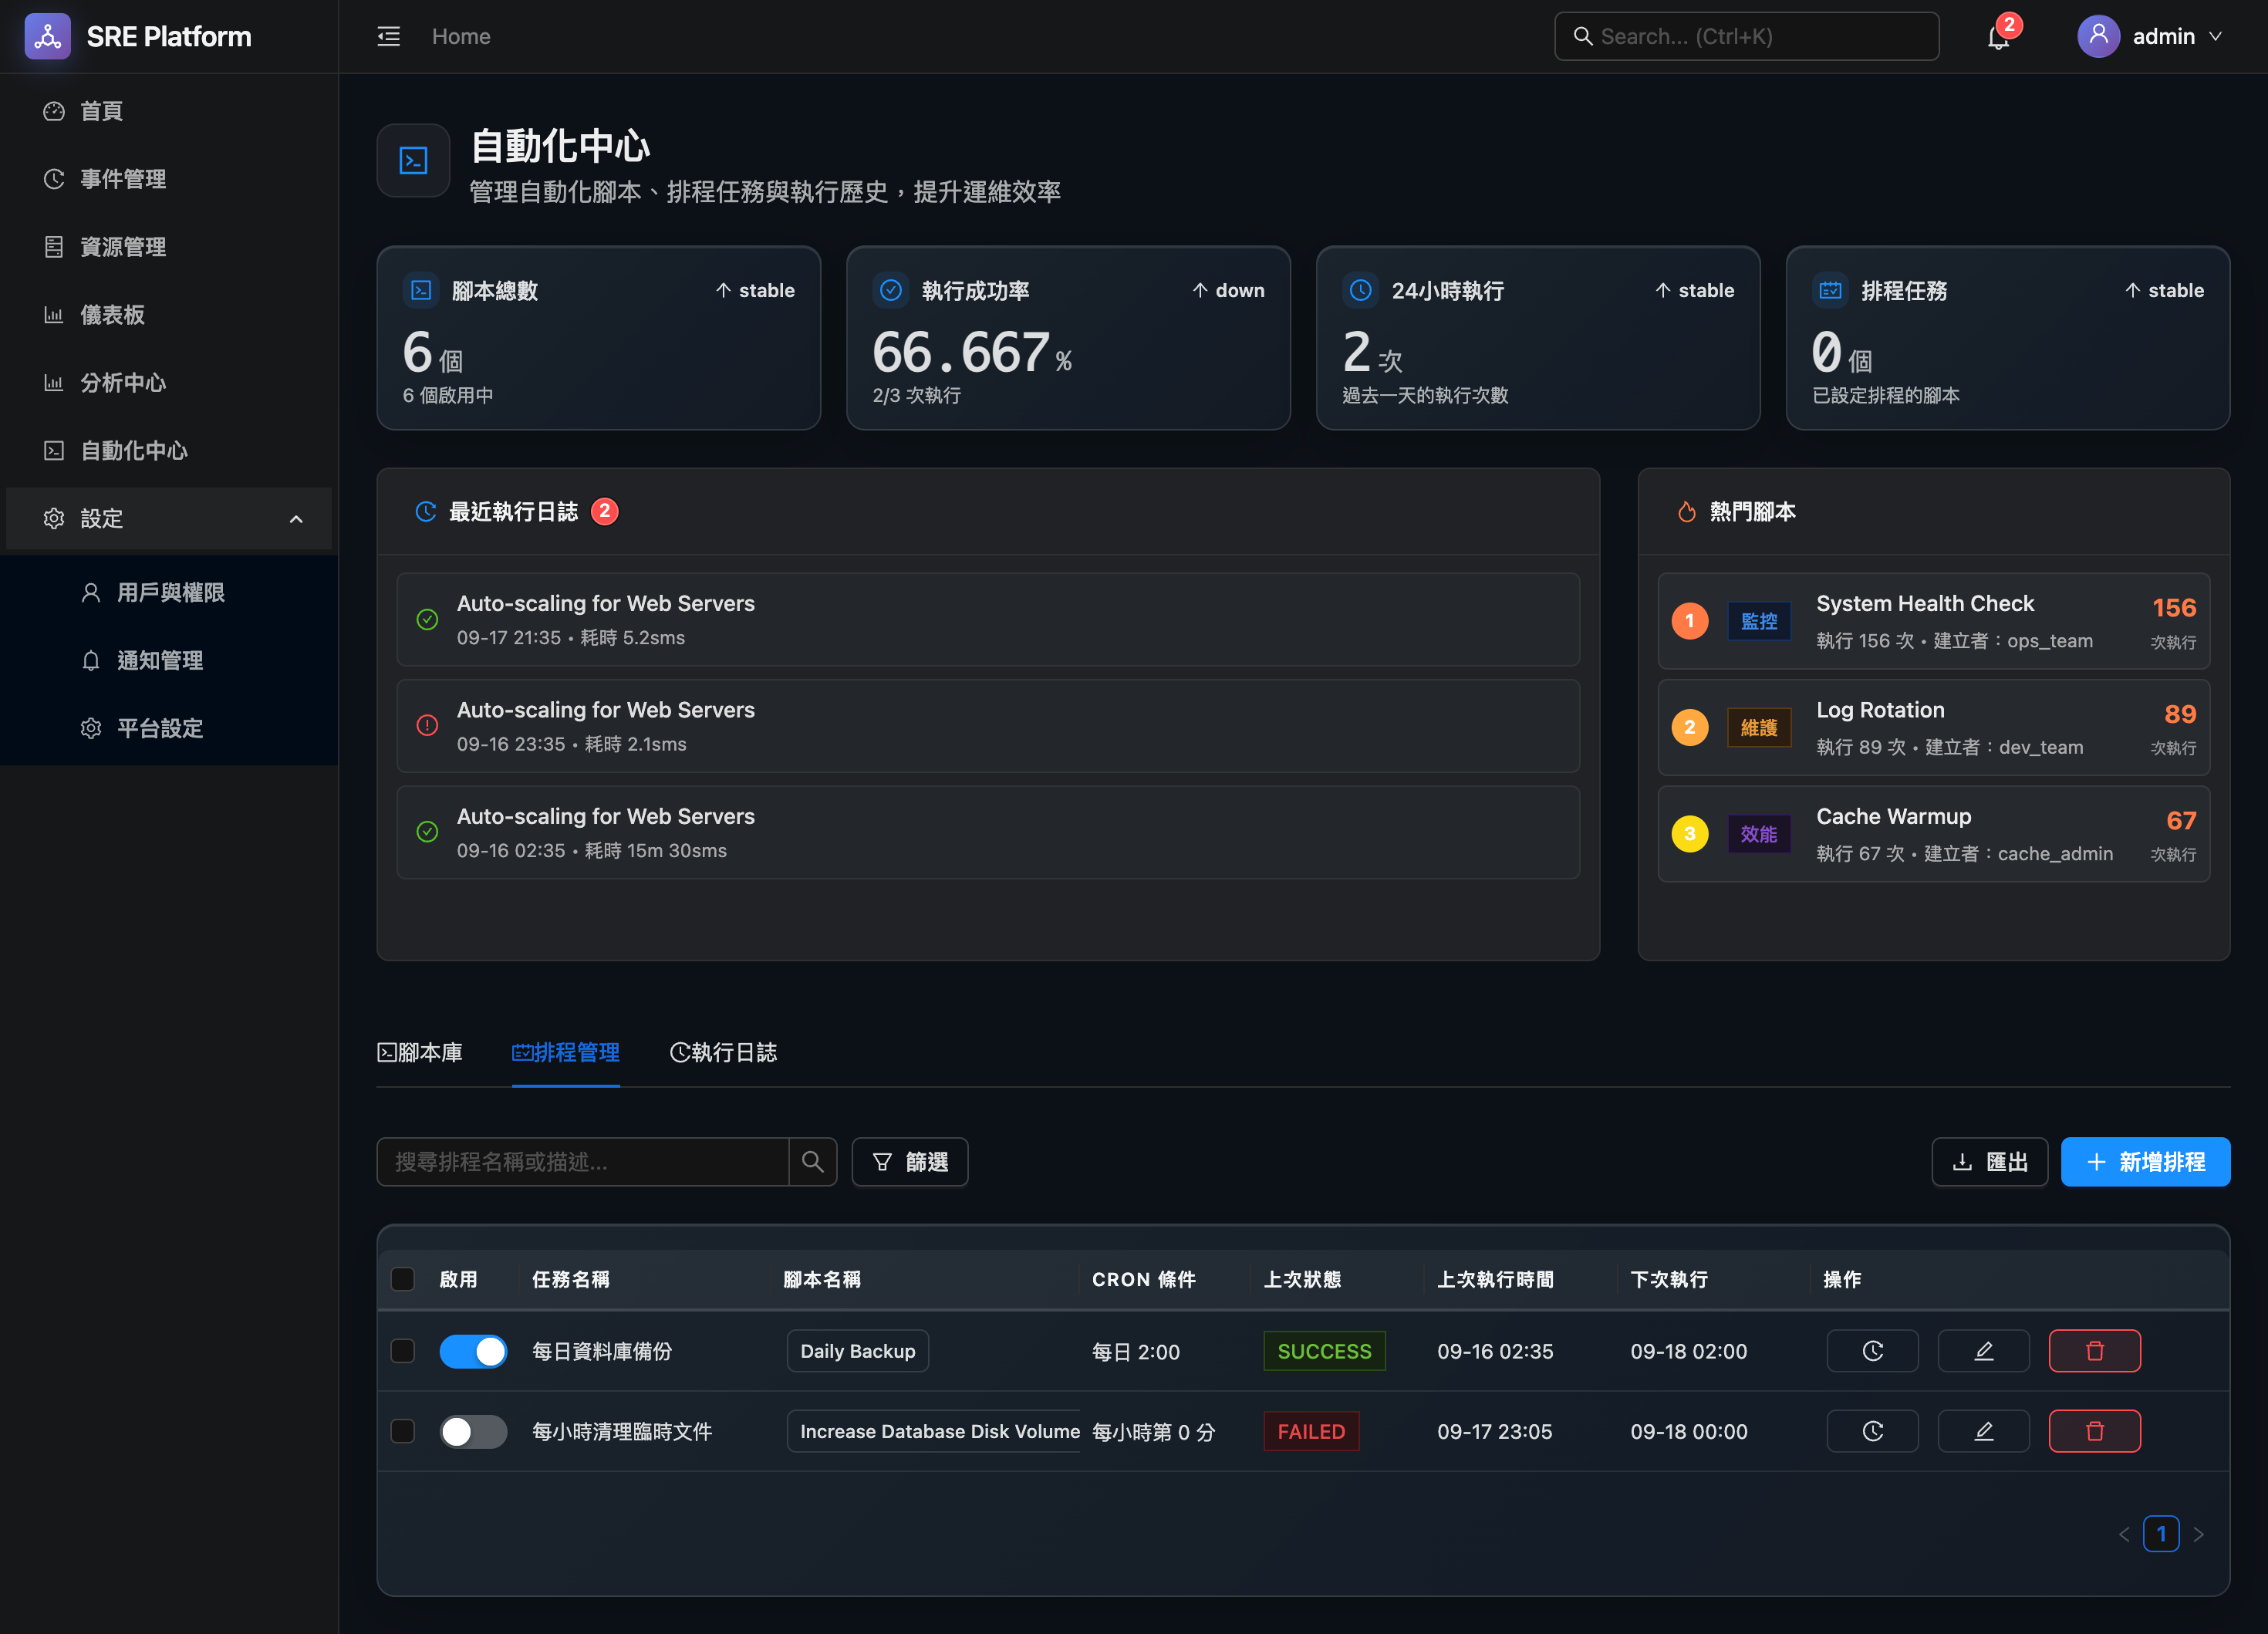 SRE Platform
Home
Search... (Ctrl+K)
2
admin
首頁
事件管理
資源管理
儀表板
分析中心
自動化中心
設定
用戶與權限
通知管理
平台設定
自動化中心
管理自動化腳本、排程任務與執行歷史，提升運維效率
腳本總數
stable
6 個
6 個啟用中
執行成功率
down
66.667 %
2/3 次執行
24小時執行
stable
2 次
過去一天的執行次數
排程任務
stable
0 個
已設定排程的腳本
最近執行日誌 2
Auto-scaling for Web Servers
09-17 21:35 • 耗時 5.2sms
Auto-scaling for Web Servers
09-16 23:35 • 耗時 2.1sms
Auto-scaling for Web Servers
09-16 02:35 • 耗時 15m 30sms
熱門腳本
1 監控 System Health Check 156
執行 156 次 • 建立者：ops_team 次執行
2 維護 Log Rotation 89
執行 89 次 • 建立者：dev_team 次執行
3 效能 Cache Warmup 67
執行 67 次 • 建立者：cache_admin 次執行
腳本庫 排程管理 執行日誌
搜尋排程名稱或描述... 篩選 匯出 新增排程
啟用 任務名稱 腳本名稱 CRON 條件 上次狀態 上次執行時間 下次執行 操作
每日資料庫備份 Daily Backup 每日 2:00 SUCCESS 09-16 02:35 09-18 02:00
每小時清理臨時文件 Increase Database Disk Volume 每小時第 0 分 FAILED 09-17 23:05 09-18 00:00
1